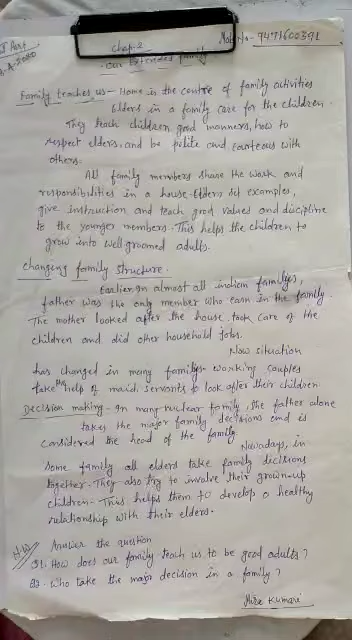 Mob No- 7471600391
Chap-2
Our Extended family
Family teaches us - Home is the centre of family activities
Elders in a family care for the children.
They teach children good manners, how to
respect elders, and be polite and courteous with
others.
All family members share the work and
responsibilities in a house. Elders set examples,
give instruction and teach good values and discipline
to the younger members. This helps the children to
grow into well groomed adults.
Changing family structure.
Earlier, in almost all indian families,
father was the only member who earn in the family.
The mother looked after the house, took care of the
children and did other household jobs.
Now situation
has changed in many familys. working couples
take the help of maid servants to look after their children.
Decision making - In many nuclear family, the father alone
takes the major family decisions and is
considered the head of the family.
Nowadays, in
some family all elders take family decisions
together. They also try to involve their grown-up
children. This helps them to develop a healthy
relationship with their elders.
H/W Answer the question
Q1. How does our family teach us to be good adults?
Q2. Who take the major decision in a family?
Kumari